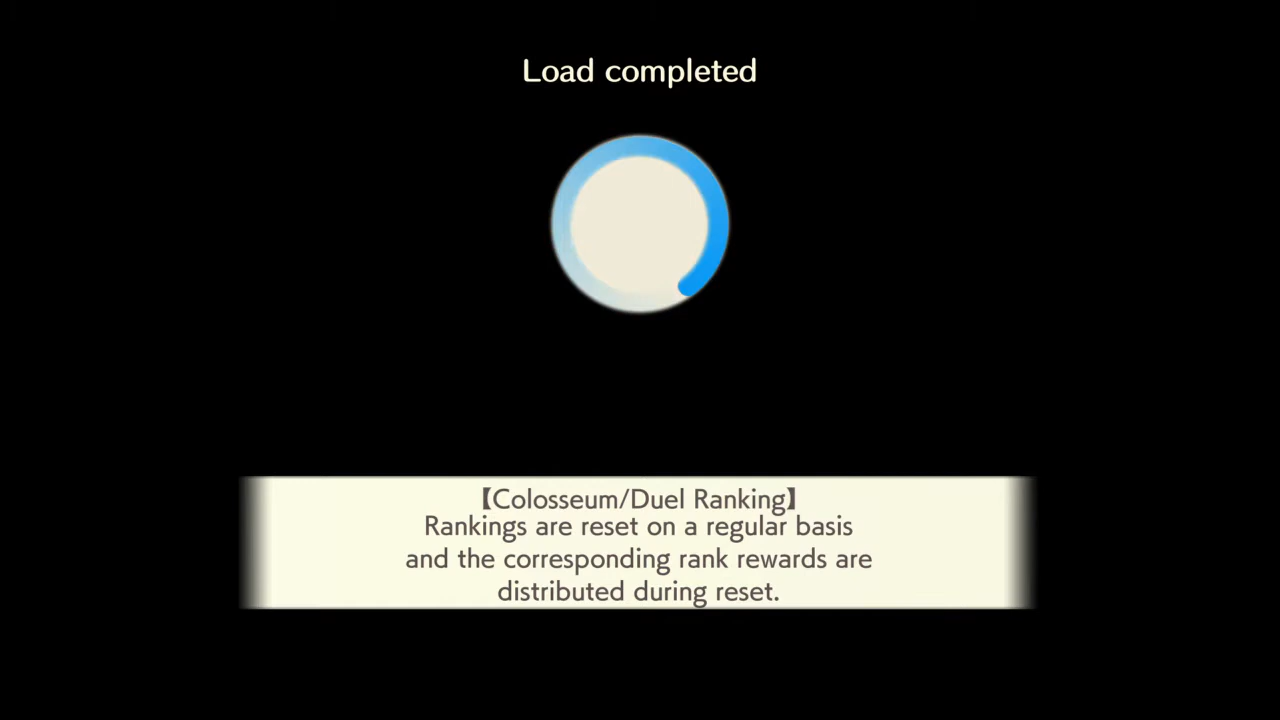 Load completed
【Colosseum/Duel Ranking】
Rankings are reset on a regular basis
and the corresponding rank rewards are
distributed during reset.